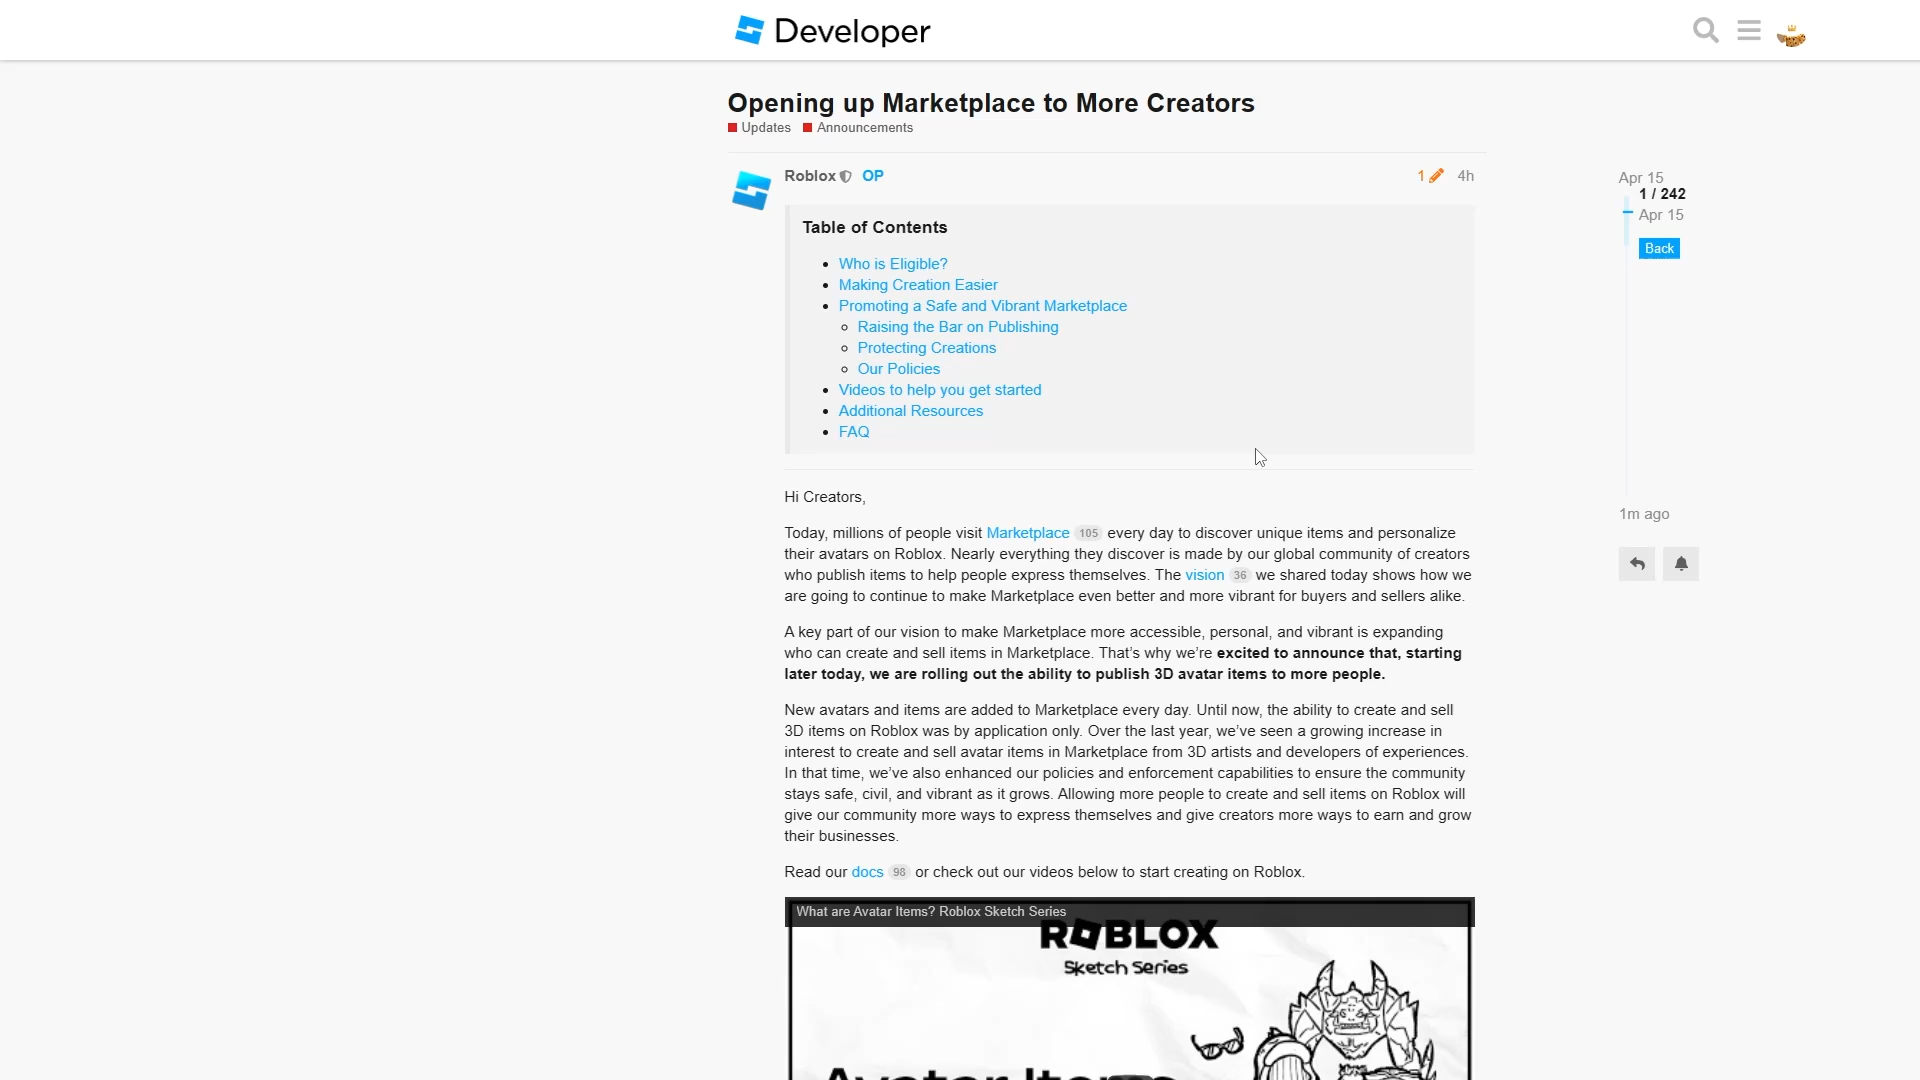 Developer
Opening up Marketplace to More Creators
Updates Announcements
Roblox OP 1 4h
Table of Contents
Who is Eligible?
Making Creation Easier
Promoting a Safe and Vibrant Marketplace
Raising the Bar on Publishing
Protecting Creations
Our Policies
Videos to help you get started
Additional Resources
FAQ
Apr 15
1 / 242
Apr 15
Back
1m ago
Hi Creators,
Today, millions of people visit Marketplace 105 every day to discover unique items and personalize
their avatars on Roblox. Nearly everything they discover is made by our global community of creators
who publish items to help people express themselves. The vision 36 we shared today shows how we
are going to continue to make Marketplace even better and more vibrant for buyers and sellers alike.
A key part of our vision to make Marketplace more accessible, personal, and vibrant is expanding
who can create and sell items in Marketplace. That’s why we’re excited to announce that, starting
later today, we are rolling out the ability to publish 3D avatar items to more people.
New avatars and items are added to Marketplace every day. Until now, the ability to create and sell
3D items on Roblox was by application only. Over the last year, we’ve seen a growing increase in
interest to create and sell avatar items in Marketplace from 3D artists and developers of experiences.
In that time, we’ve also enhanced our policies and enforcement capabilities to ensure the community
stays safe, civil, and vibrant as it grows. Allowing more people to create and sell items on Roblox will
give our community more ways to express themselves and give creators more ways to earn and grow
their businesses.
Read our docs 98 or check out our videos below to start creating on Roblox.
What are Avatar Items? Roblox Sketch Series
ROBLOX
Sketch Series
Avatar Items